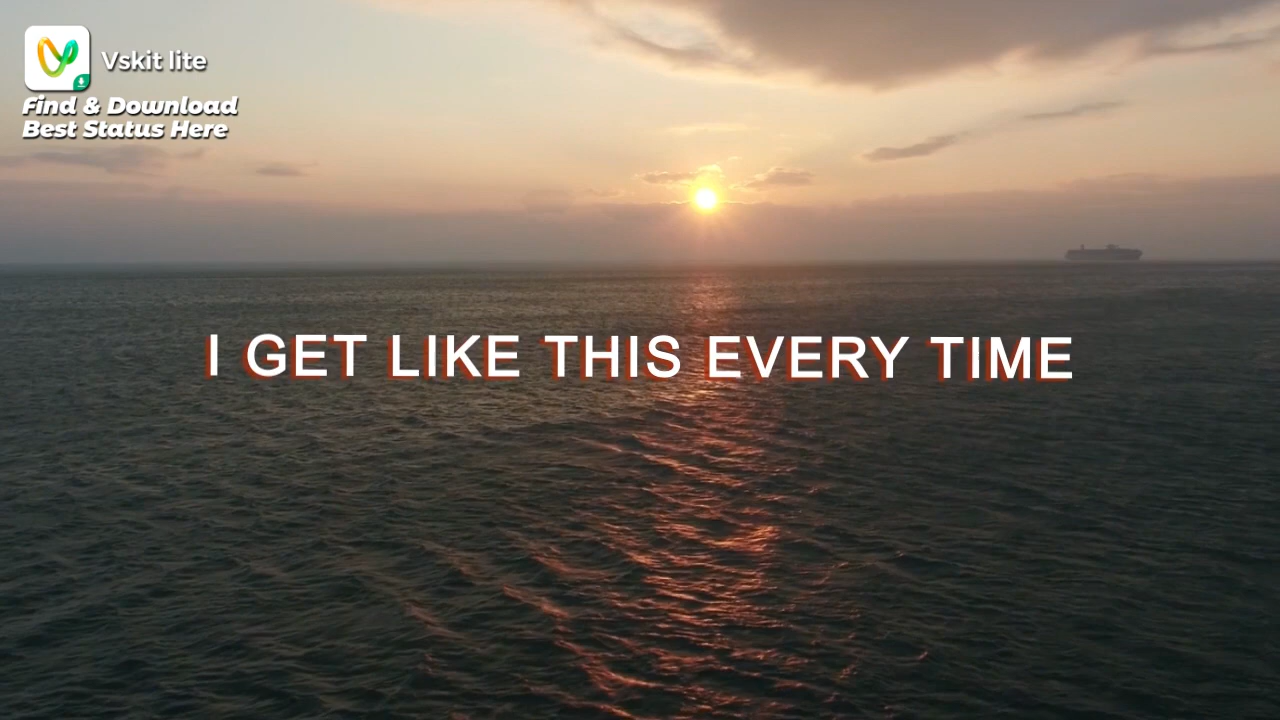 Vskit lite
Find & Download
Best Status Here
I GET LIKE THIS EVERY TIME